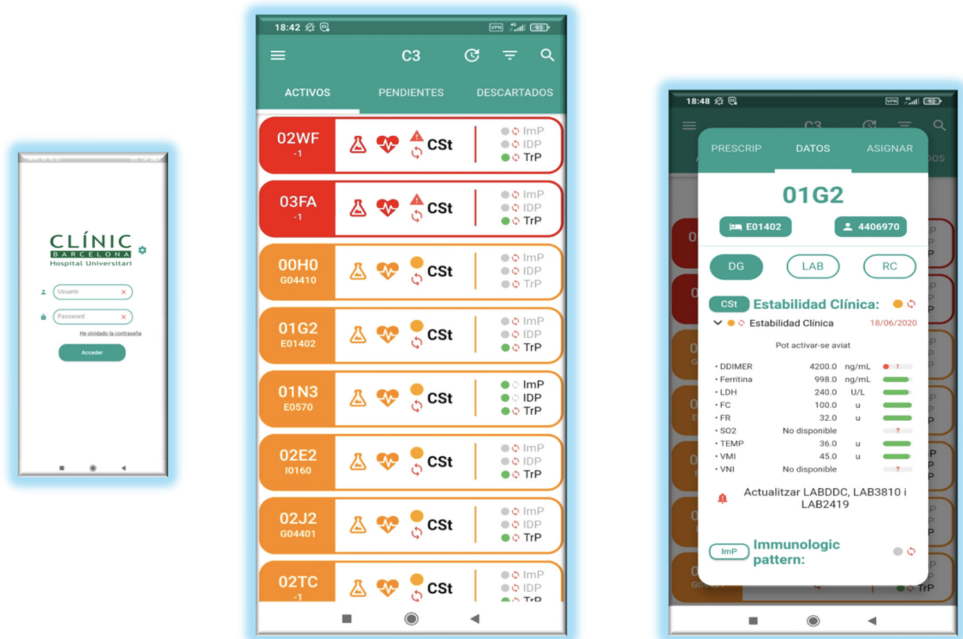 CLÍNIC
BARCELONA
Hospital Universitari
Usuario
Password
He olvidado la contraseña
Acceder
18:42
VPN 93
C3
ACTIVOS PENDIENTES DESCARTADOS
02WF
-1
CSt
ImP
IDP
TrP
03FA
-1
CSt
ImP
IDP
TrP
00H0
G04410
CSt
ImP
IDP
TrP
01G2
E01402
CSt
ImP
IDP
TrP
01N3
E0570
CSt
ImP
IDP
TrP
02E2
I0160
CSt
ImP
IDP
TrP
02J2
G04401
CSt
ImP
IDP
TrP
02TC
-1
CSt
ImP
IDP
TrP
18:48
VPN 92
C3
PRESCRIP DATOS ASIGNAR
01G2
E01402 4406970
DG LAB RC
CSt Estabilidad Clínica:
Estabilidad Clínica 18/06/2020
Pot activar-se aviat
• DDIMER 4200.0 ng/mL !
• Ferritina 998.0 ng/mL
• LDH 240.0 U/L
• FC 100.0 u
• FR 32.0 u
• SO2 No disponible ?
• TEMP 36.0 u
• VMI 45.0 u
• VNI No disponible ?
Actualitzar LABDDC, LAB3810 i
LAB2419
ImP Immunologic
pattern:
TrP